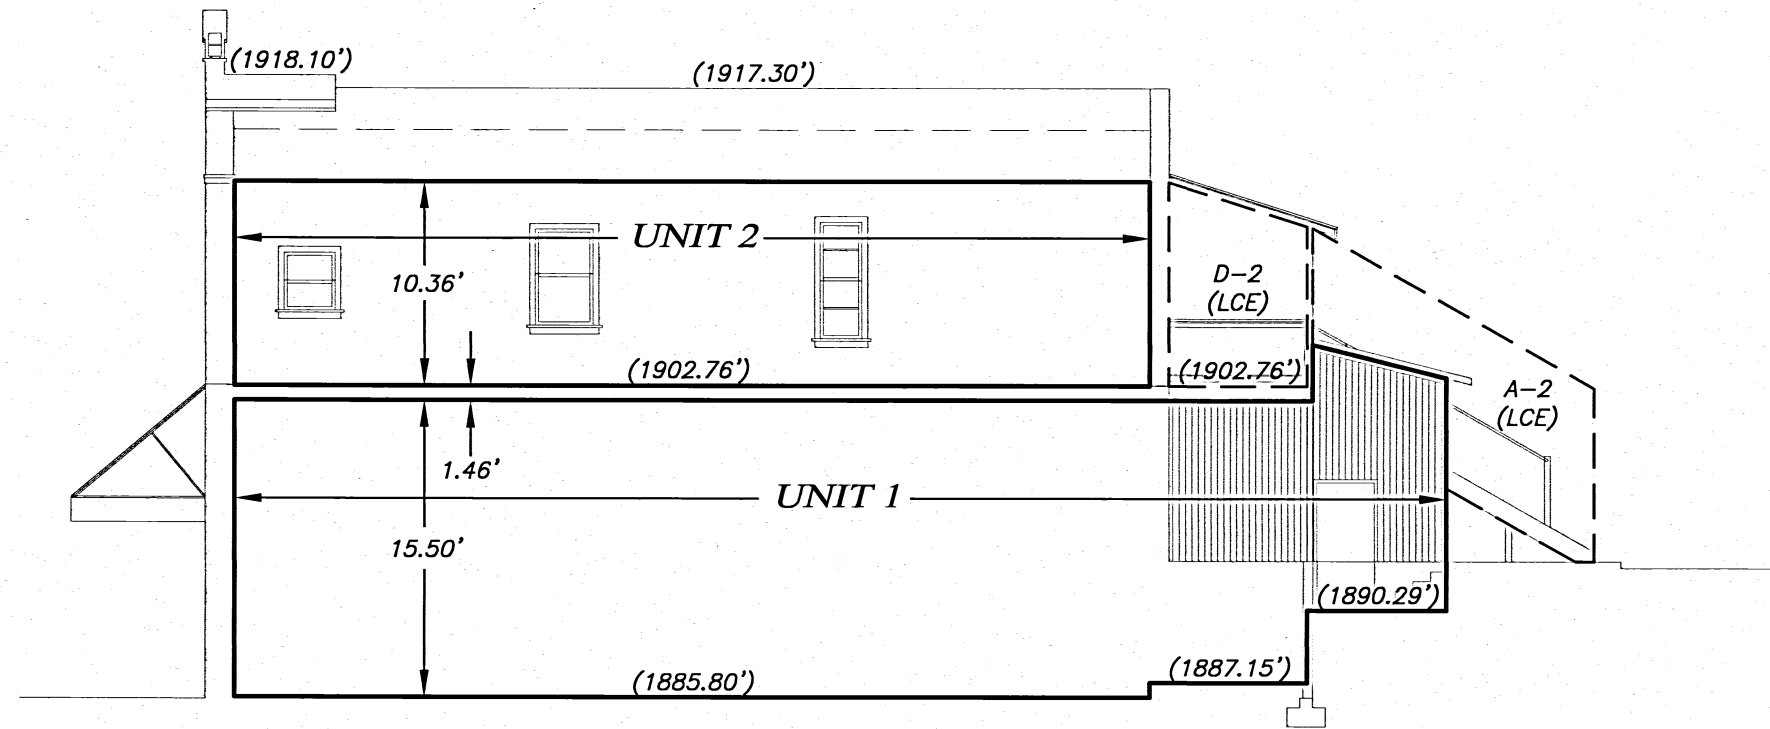 (1918.10')
(1917.30')
UNIT 2
10.36'
D-2
(LCE)
(1902.76')
(1902.76')
A-2
(LCE)
1.46'
UNIT 1
15.50'
(1890.29')
(1887.15')
(1885.80')